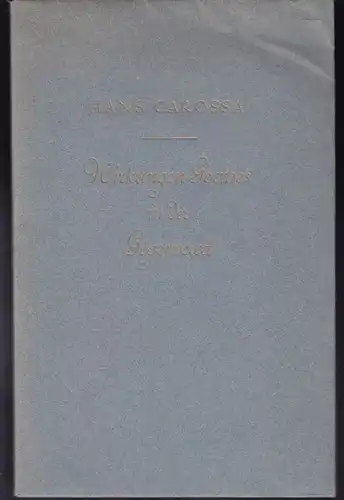 HANS CAROSSA
Wirkungen Goethes
in der
Gegenwart